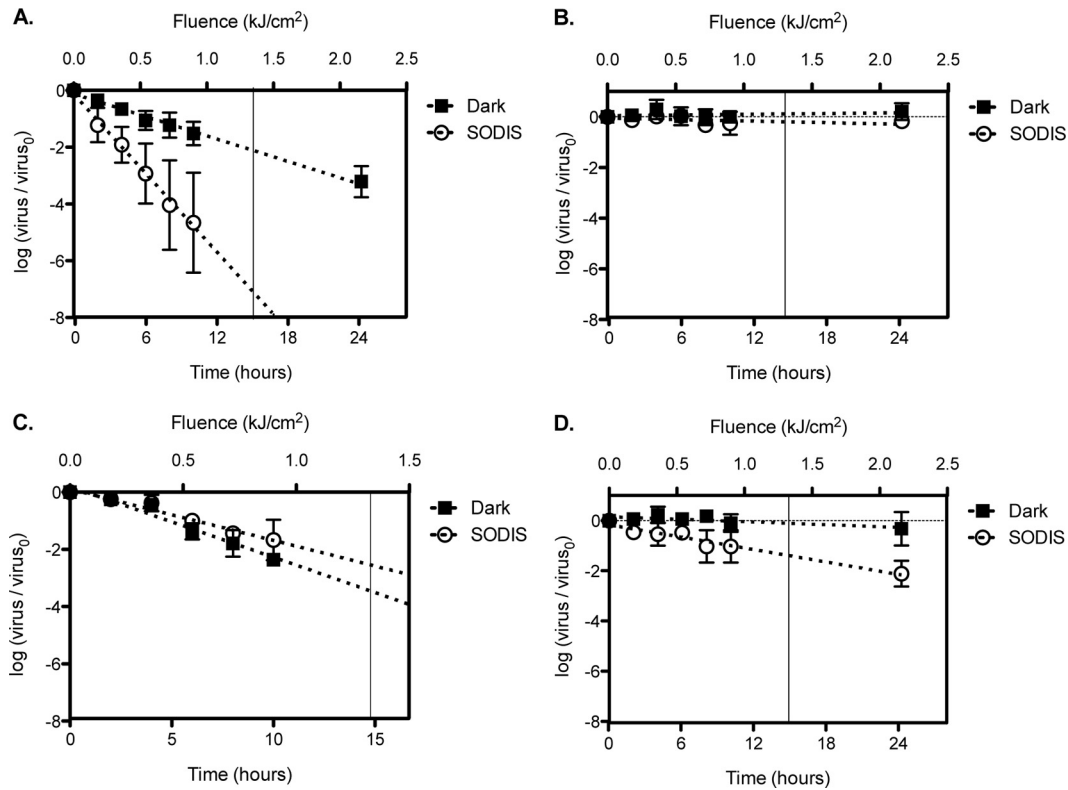 A.
Fluence (kJ/cm²)
0.0 0.5 1.0 1.5 2.0 2.5
log (virus / virus₀)
0
-2
-4
-6
-8
0 6 12 18 24
Time (hours)
Dark
SODIS
B.
Fluence (kJ/cm²)
0.0 0.5 1.0 1.5 2.0 2.5
log (virus / virus₀)
0
-2
-4
-6
-8
0 6 12 18 24
Time (hours)
Dark
SODIS
C.
Fluence (kJ/cm²)
0.0 0.5 1.0 1.5
log (virus / virus₀)
0
-2
-4
-6
-8
0 5 10 15
Time (hours)
Dark
SODIS
D.
Fluence (kJ/cm²)
0.0 0.5 1.0 1.5 2.0 2.5
log (virus / virus₀)
0
-2
-4
-6
-8
0 6 12 18 24
Time (hours)
Dark
SODIS